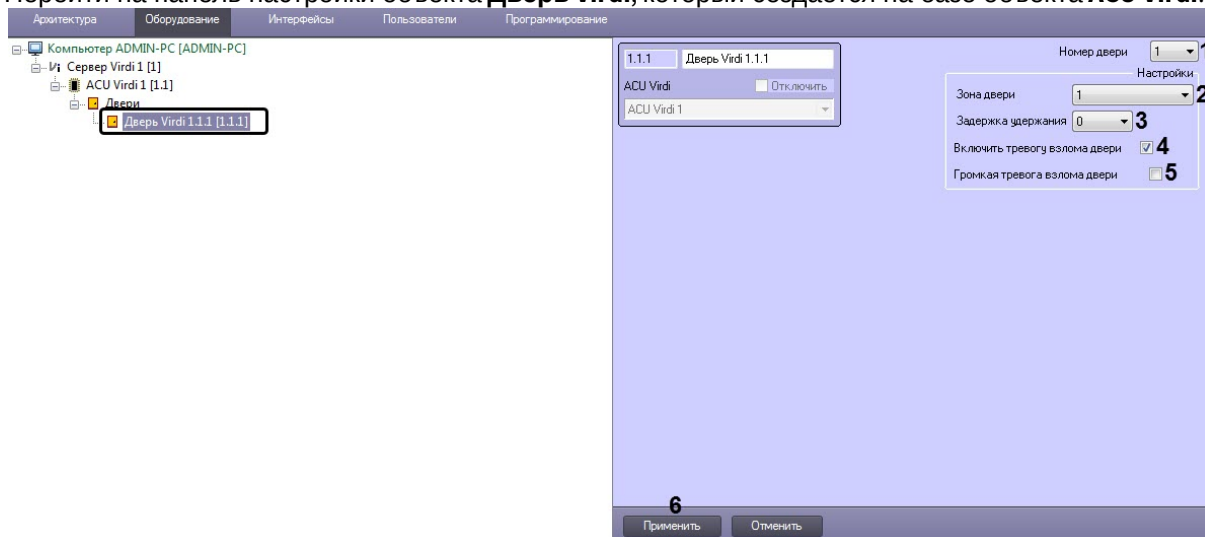 Перейти на панель настройки объекта Дверь Virdi, который создается на базе объекта ACU Virdi.
Архитектура Оборудование Интерфейсы Пользователи Программирование
Компьютер ADMIN-PC [ADMIN-PC]
Сервер Virdi 1 [1]
ACU Virdi 1 [1.1]
Двери
Дверь Virdi 1.1.1 [1.1.1]
1.1.1 Дверь Virdi 1.1.1
ACU Virdi Отключить
ACU Virdi 1
Номер двери 1 1
Настройки
Зона двери 1 2
Задержка удержания 0 3
Включить тревогу взлома двери 4
Громкая тревога взлома двери 5
6
Применить Отменить